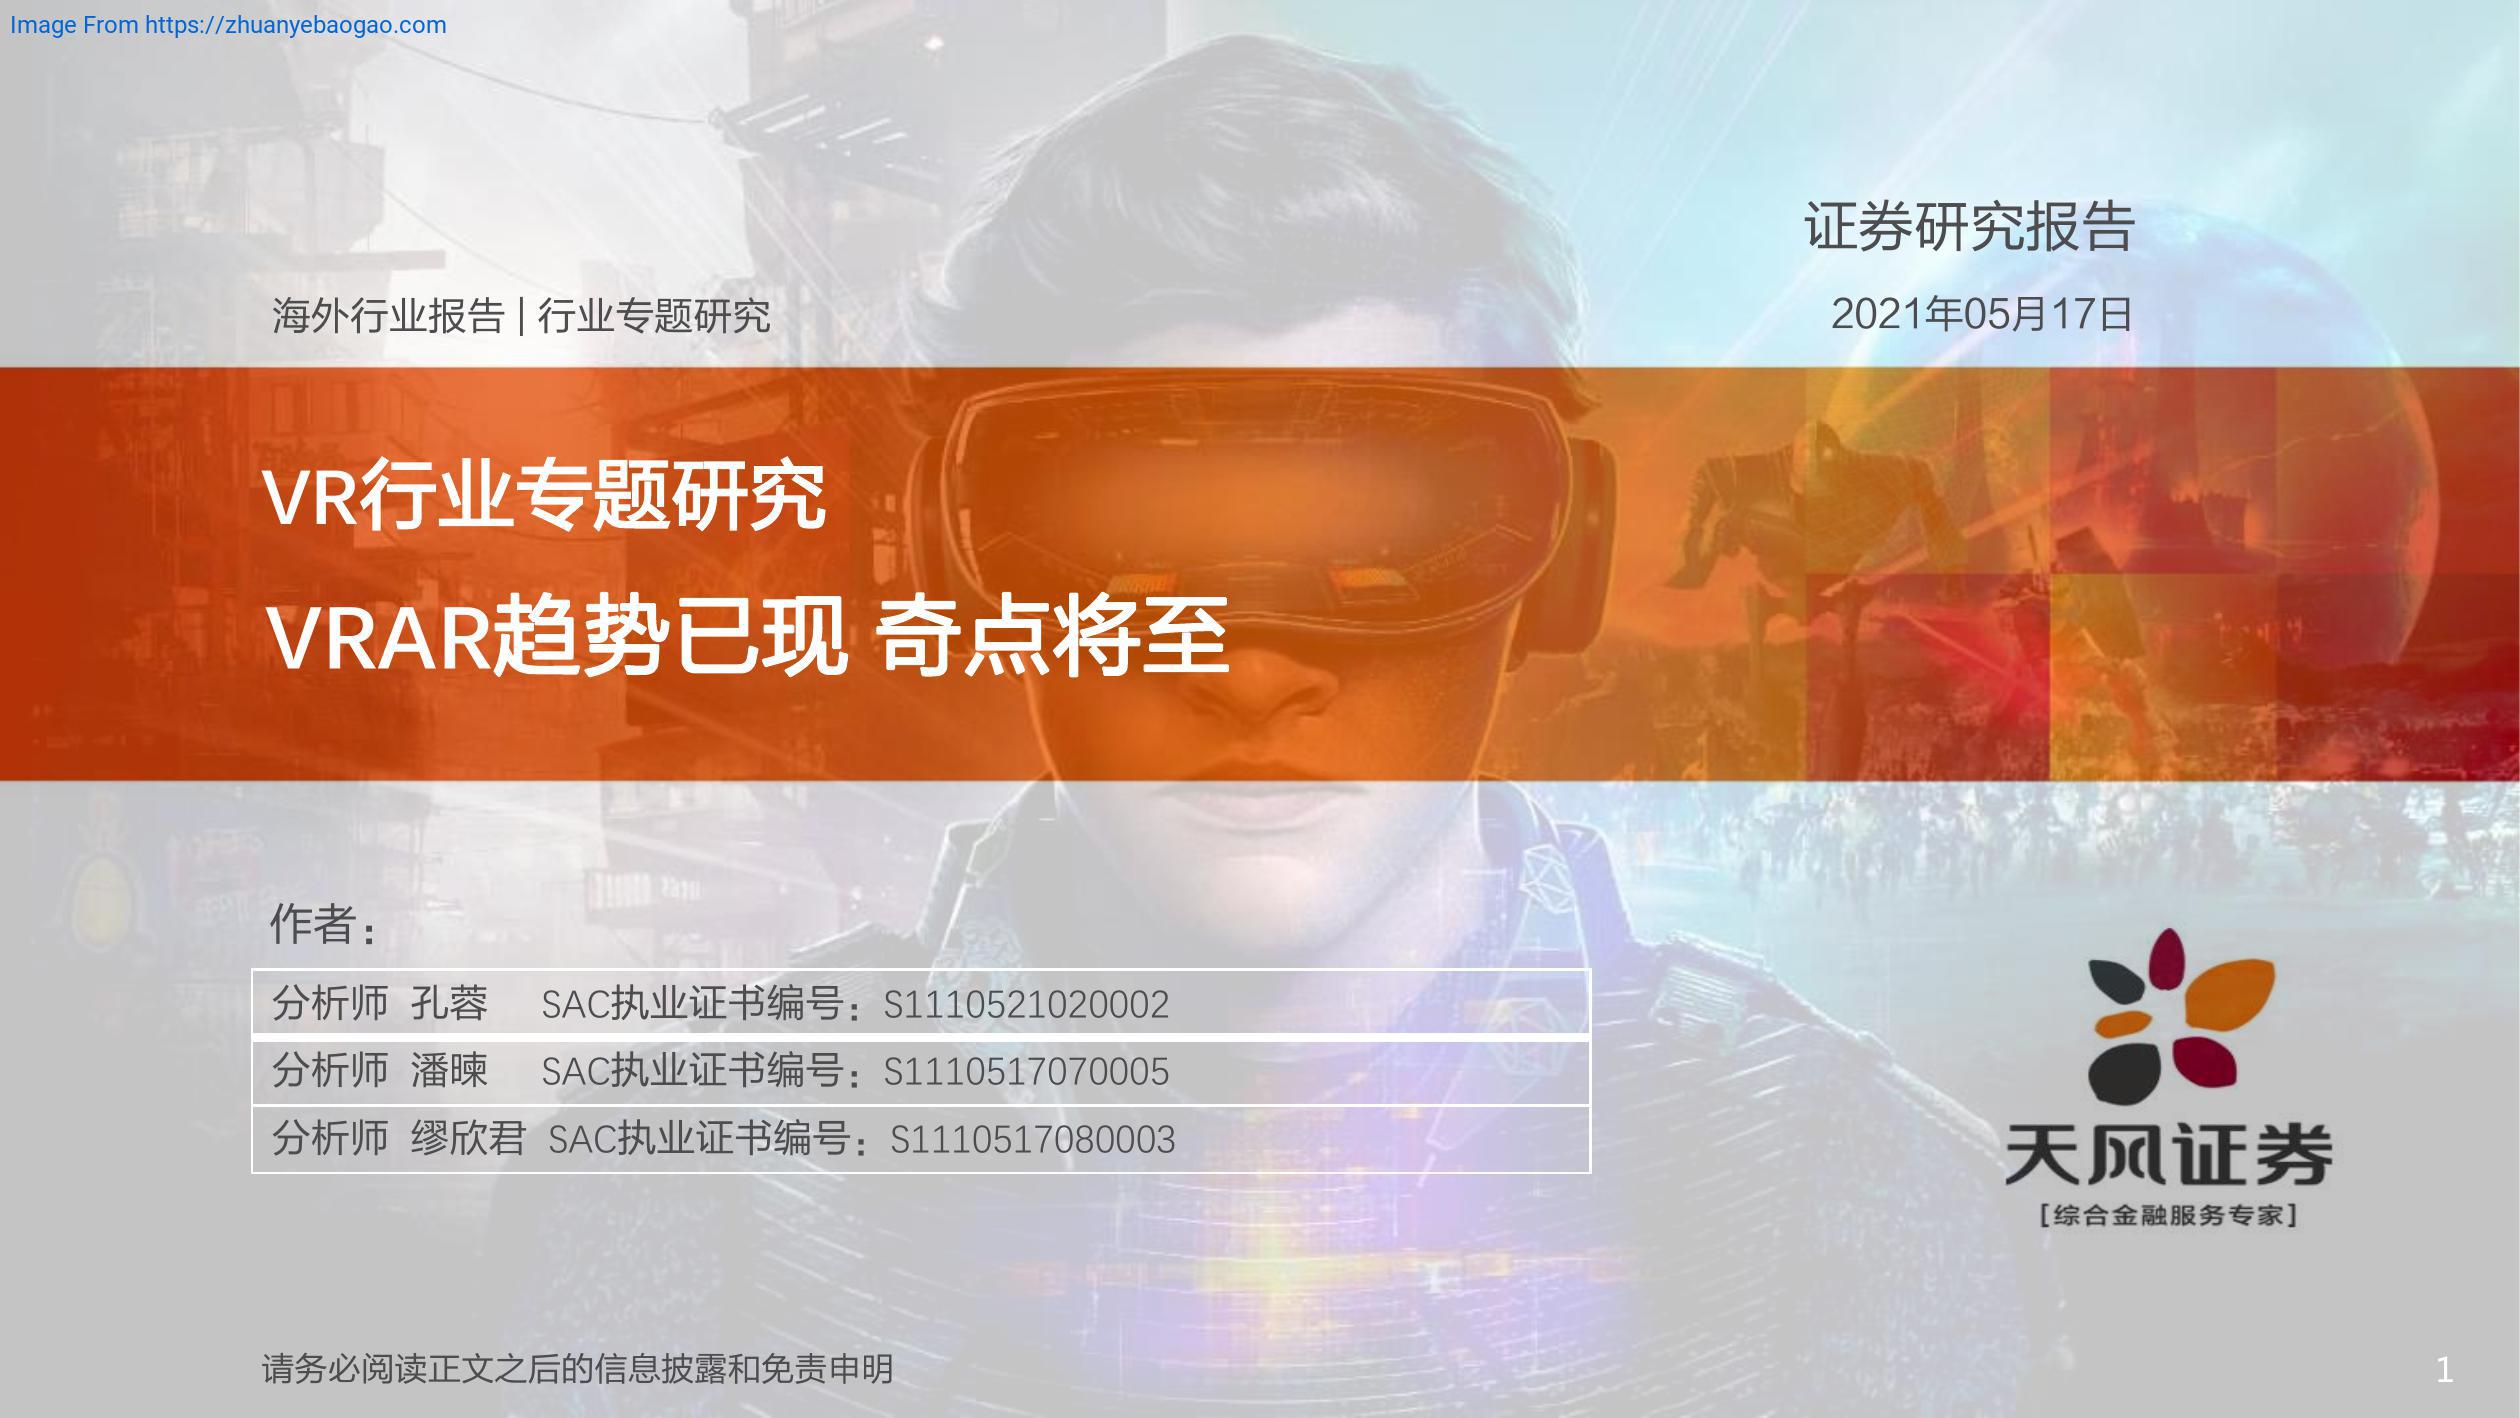 Image From https://zhuanyebaogao.com
证券研究报告
海外行业报告 | 行业专题研究
2021年05月17日
VR行业专题研究
VRAR趋势已现 奇点将至
作者：
分析师 孔蓉 SAC执业证书编号：S1110521020002
分析师 潘暕 SAC执业证书编号：S1110517070005
分析师 缪欣君 SAC执业证书编号：S1110517080003
天风证券
[综合金融服务专家]
请务必阅读正文之后的信息披露和免责申明
1